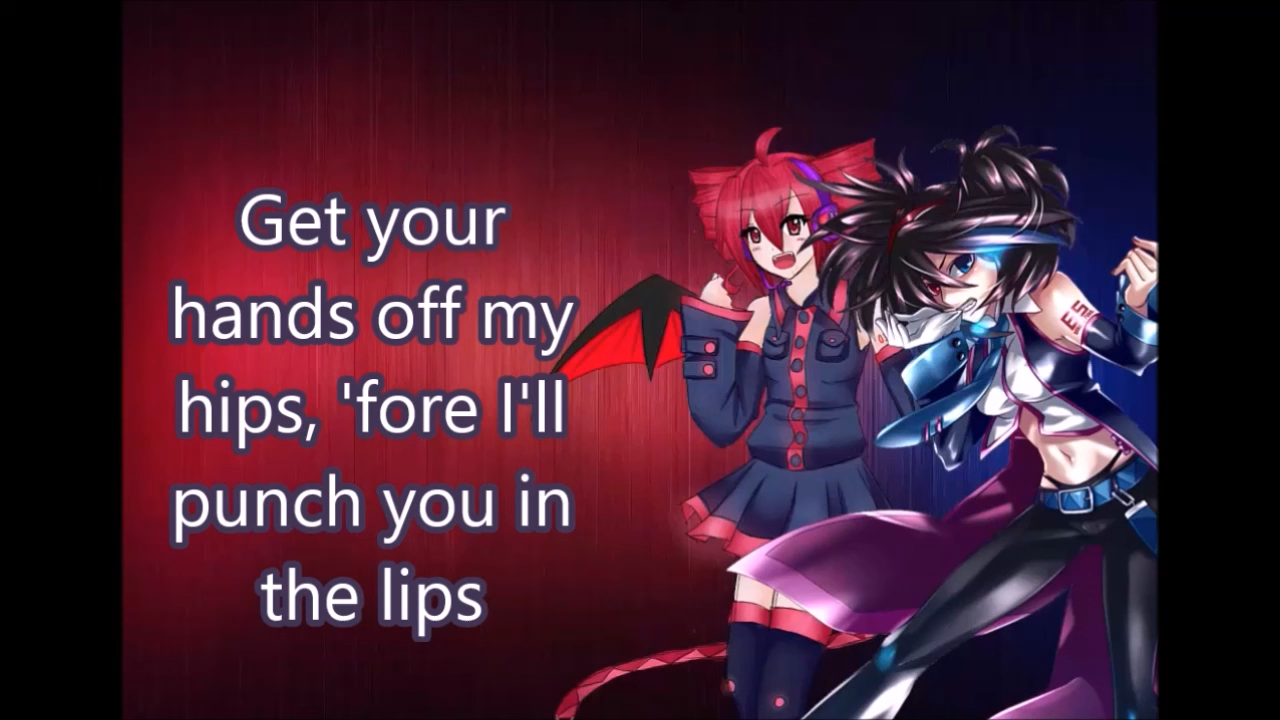 Get your
hands off my
hips, 'fore I'll
punch you in
the lips